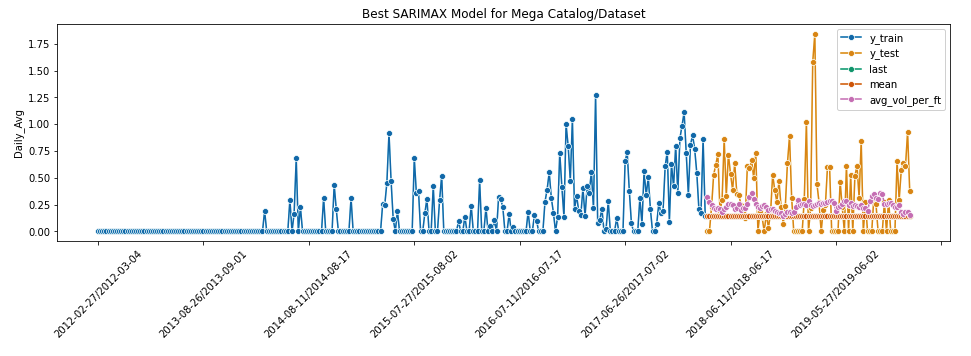 Best SARIMAX Model for Mega Catalog/Dataset
y_train
y_test
last
mean
avg_vol_per_ft
Daily_Avg
1.75
1.50
1.25
1.00
0.75
0.50
0.25
0.00
2012-02-27/2012-03-04
2013-08-26/2013-09-01
2014-08-11/2014-08-17
2015-07-27/2015-08-02
2016-07-11/2016-07-17
2017-06-26/2017-07-02
2018-06-11/2018-06-17
2019-05-27/2019-06-02